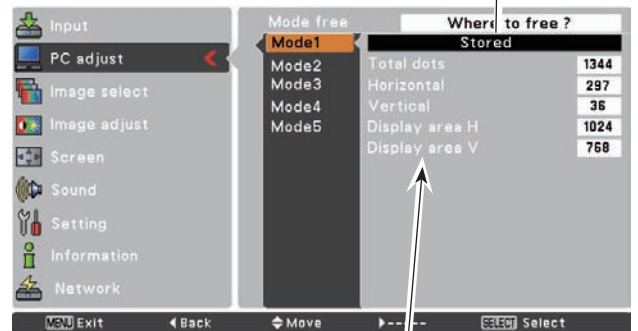 Input
PC adjust
Image select
Image adjust
Screen
Sound
Setting
Information
Network
Mode free
Where to free ?
Mode1
Mode2
Mode3
Mode4
Mode5
Stored
Total dots 1344
Horizontal 297
Vertical 36
Display area H 1024
Display area V 768
MENU Exit
Back
Move
-----
SELECT Select